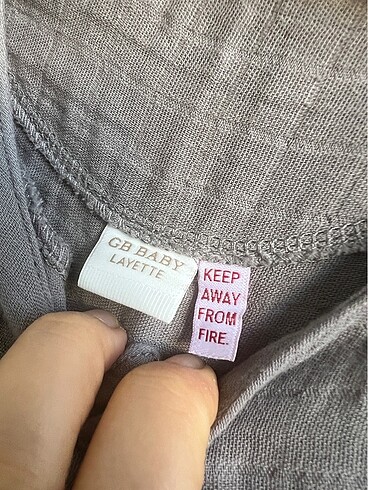 GB BABY
LAYETTE
KEEP
AWAY
FROM
FIRE.